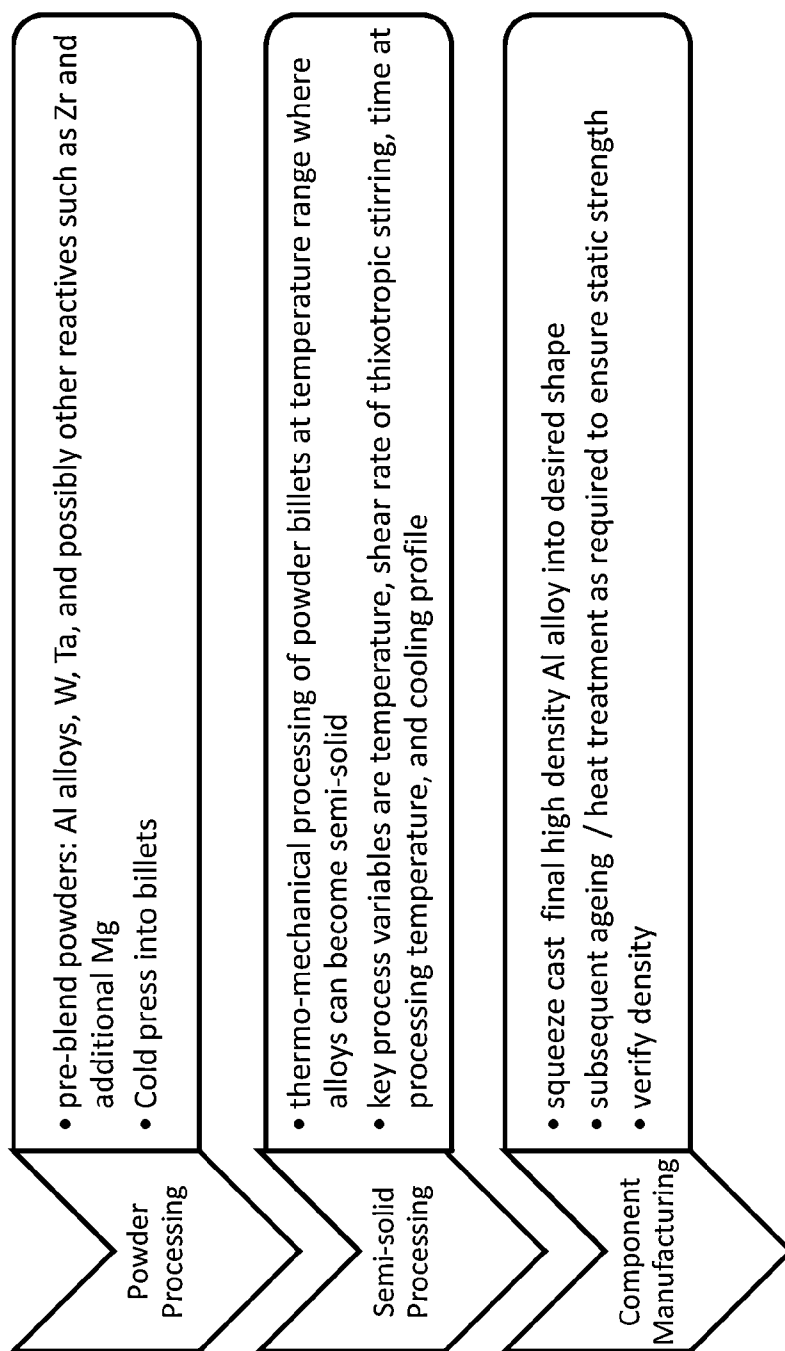 Powder
Processing
• pre-blend powders: Al alloys, W, Ta, and possibly other reactives such as Zr and
additional Mg
• Cold press into billets
Semi-solid
Processing
• thermo-mechanical processing of powder billets at temperature range where
alloys can become semi-solid
• key process variables are temperature, shear rate of thixotropic stirring, time at
processing temperature, and cooling profile
Component
Manufacturing
• squeeze cast  final high density Al alloy into desired shape
• subsequent ageing / heat treatment as required to ensure static strength
• verify density